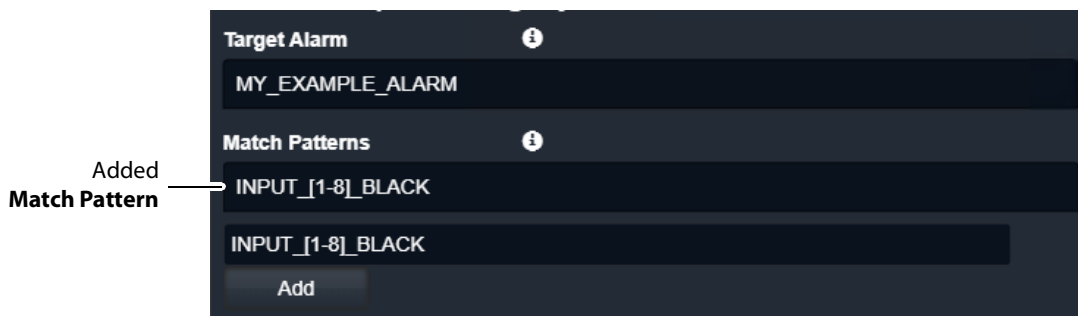 Target Alarm
MY_EXAMPLE_ALARM
Match Patterns
Added
Match Pattern
INPUT_[1-8]_BLACK
INPUT_[1-8]_BLACK
Add